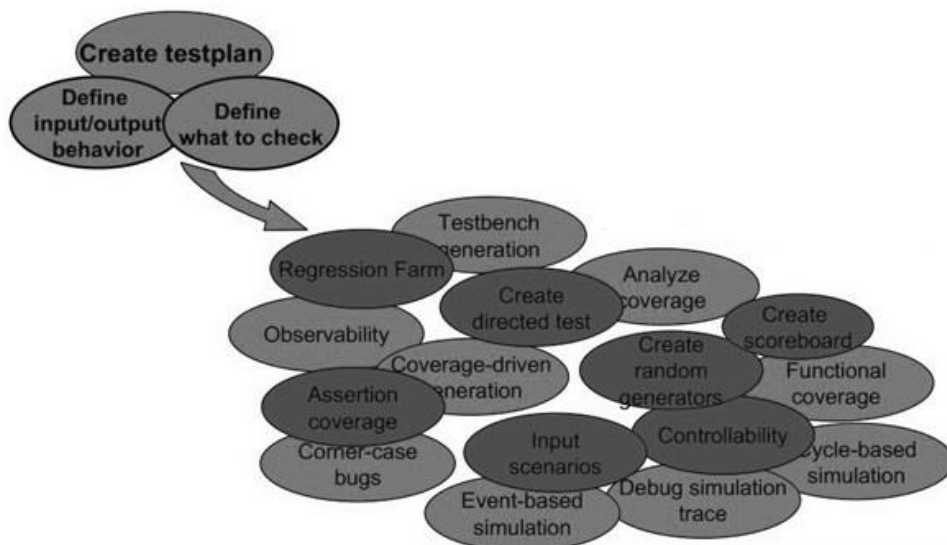 Create testplan
Define
input/output
behavior
Define
what to check
Testbench
generation
Regression Farm
Analyze
coverage
Create
directed test
Create
scoreboard
Observability
Coverage-driven
generation
Create
random
generators
Functional
coverage
Assertion
coverage
Input
scenarios
Controllability
Corner-case
bugs
Cycle-based
simulation
Event-based
simulation
Debug simulation
trace